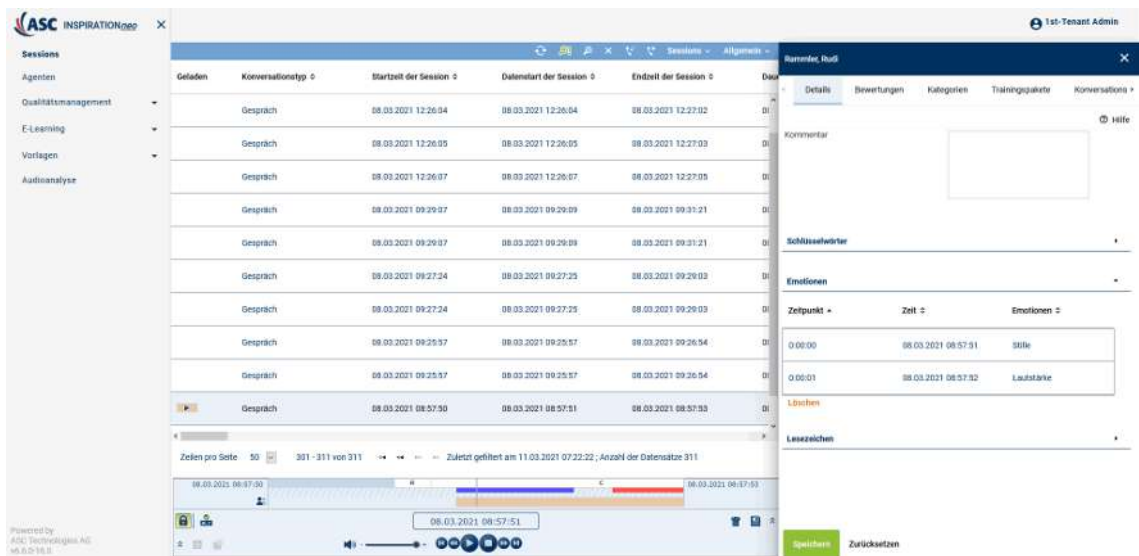 ASC INSPIRATIONneo
1st-Tenant Admin
Sessions
Agenten
Qualitätsmanagement
E-Learning
Vorlagen
Audioanalyse
Powered by
ASC Technologies AG
Sessions Allgemein
Geladen Konversationstyp Startzeit der Session Datenstart der Session Endzeit der Session
Gespräch 08.03.2021 12:26:04 08.03.2021 12:26:04 08.03.2021 12:27:02
Gespräch 08.03.2021 12:26:05 08.03.2021 12:26:05 08.03.2021 12:27:03
Gespräch 08.03.2021 12:26:07 08.03.2021 12:26:07 08.03.2021 12:27:05
Gespräch 08.03.2021 09:29:07 08.03.2021 09:29:09 08.03.2021 09:31:21
Gespräch 08.03.2021 09:29:07 08.03.2021 09:29:09 08.03.2021 09:31:21
Gespräch 08.03.2021 09:27:24 08.03.2021 09:27:25 08.03.2021 09:29:03
Gespräch 08.03.2021 09:27:24 08.03.2021 09:27:25 08.03.2021 09:29:03
Gespräch 08.03.2021 09:25:57 08.03.2021 09:25:57 08.03.2021 09:26:54
Gespräch 08.03.2021 09:25:57 08.03.2021 09:25:57 08.03.2021 09:26:54
Gespräch 08.03.2021 08:57:50 08.03.2021 08:57:51 08.03.2021 08:57:53
Zeilen pro Seite 50 301 - 311 von 311 Zuletzt gefiltert am 11.03.2021 07:22:22 ; Anzahl der Datensätze 311
08.03.2021 08:57:50 08.03.2021 08:57:53
08.03.2021 08:57:51
Rammler, Rudi
Details Bewertungen Kategorien Trainingspakete Konversations
Hilfe
Kommentar
Schlüsselwörter
Emotionen
Zeitpunkt Zeit Emotionen
0:00:00 08.03.2021 08:57:51 Stille
0:00:01 08.03.2021 08:57:52 Lautstärke
Löschen
Lesezeichen
Speichern Zurücksetzen